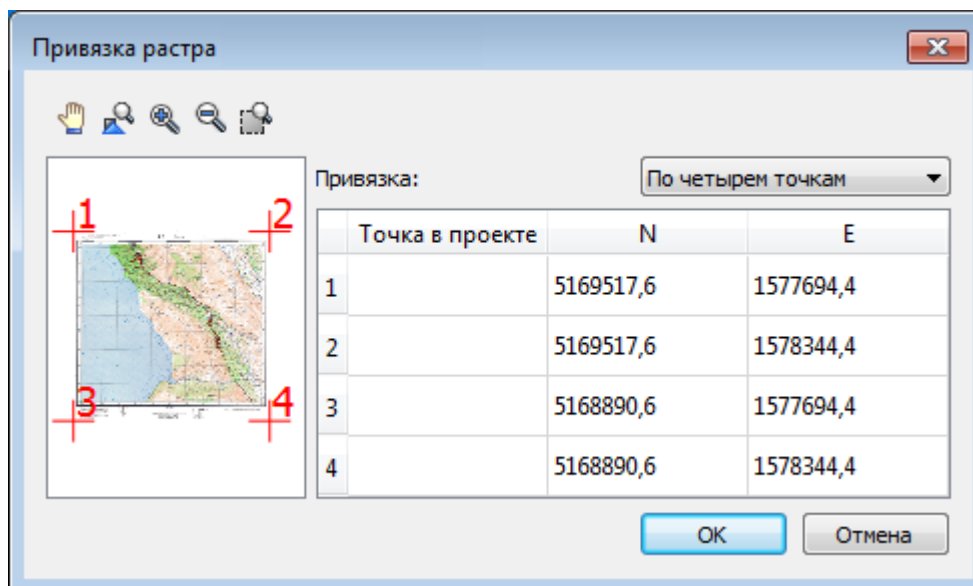 Привязка растра
1 2
3 4
Привязка: По четырем точкам
Точка в проекте N E
1 5169517,6 1577694,4
2 5169517,6 1578344,4
3 5168890,6 1577694,4
4 5168890,6 1578344,4
OK Отмена